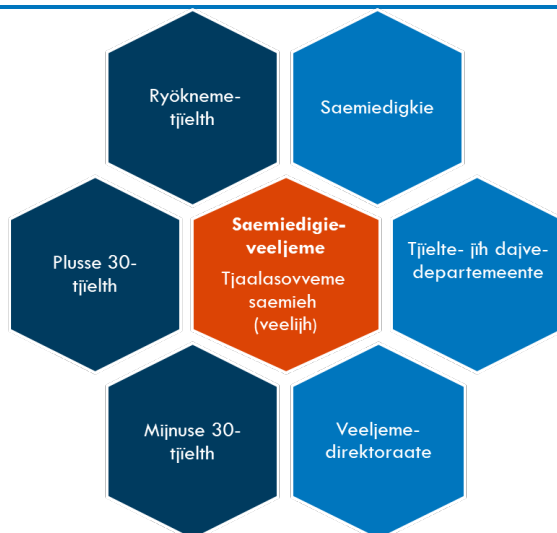 Ryökneme-
tjïelth
Saemiedigkie
Plusse 30-
tjïelth
Saemiedigie-
veeljeme
Tjaalasovveme
saemieh
(veelijh)
Tjïelte- jïh dajve-
departemeente
Mijnuse 30-
tjïelth
Veeljeme-
direktoraate